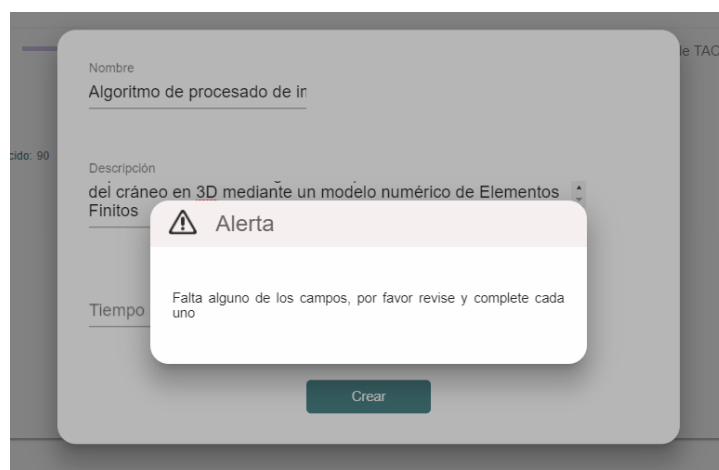 le TAC
Nombre
Algoritmo de procesado de ir
cido: 90
Descripción
del cráneo en 3D mediante un modelo numérico de Elementos
Finitos
Alerta
Falta alguno de los campos, por favor revise y complete cada
uno
Tiempo
Crear